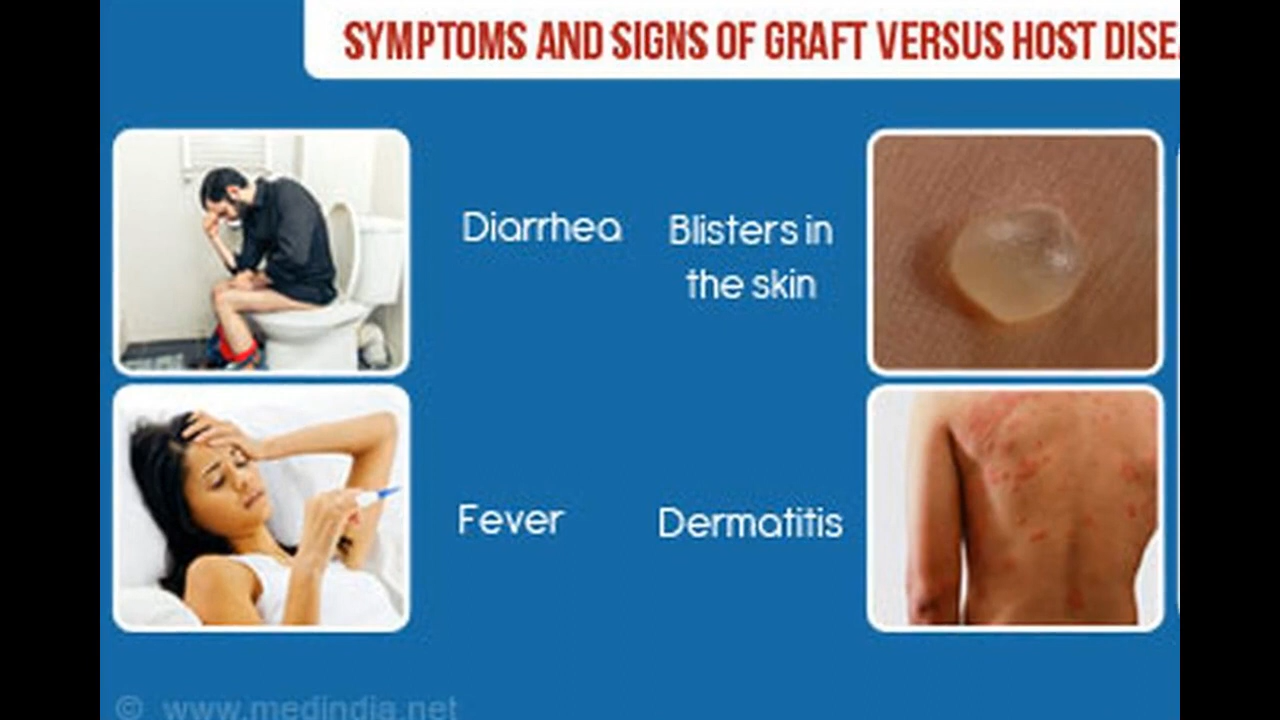 SYMPTOMS AND SIGNS OF GRAFT VERSUS HOST DISE
Diarrhea
Blisters in
the skin
Fever
Dermatitis
© www.medindia.net